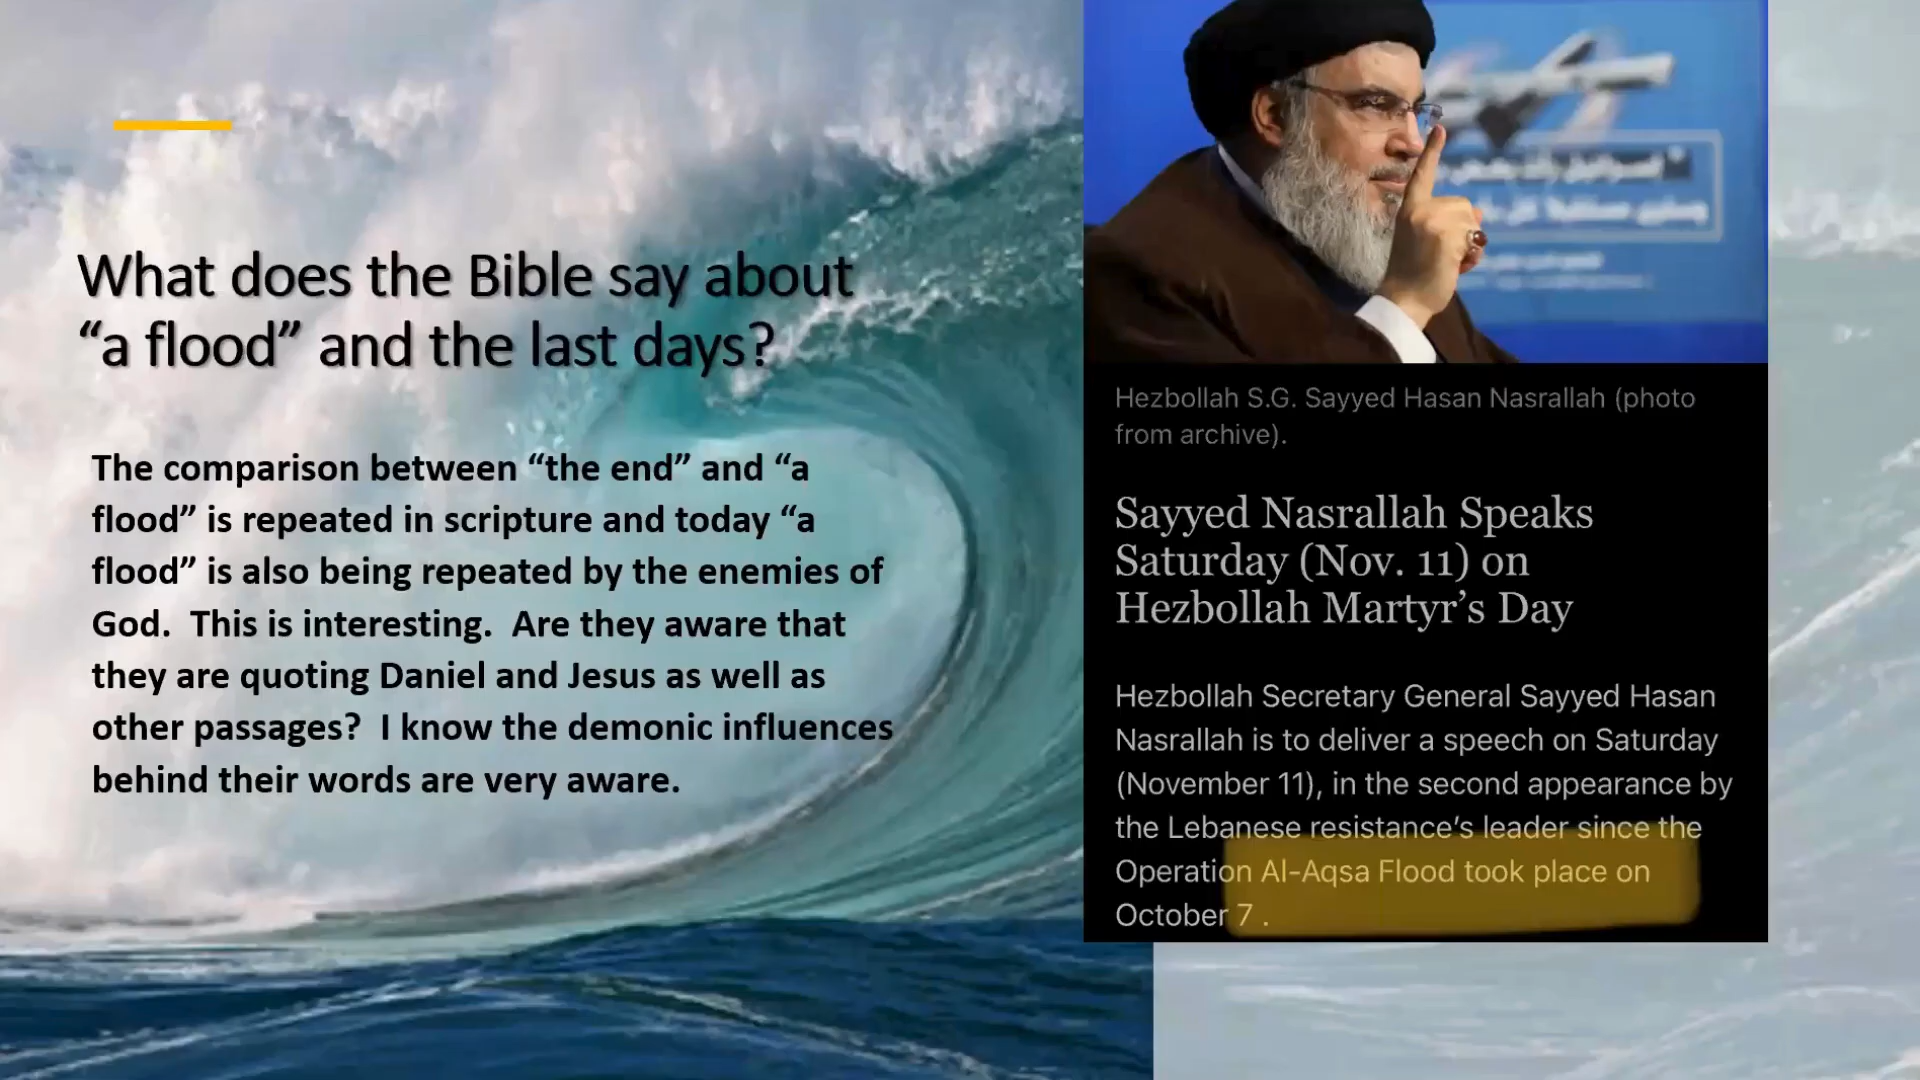 What does the Bible say about
“a flood” and the last days?
The comparison between “the end” and “a
flood” is repeated in scripture and today “a
flood” is also being repeated by the enemies of
God.  This is interesting.  Are they aware that
they are quoting Daniel and Jesus as well as
other passages?  I know the demonic influences
behind their words are very aware.
Hezbollah S.G. Sayyed Hasan Nasrallah (photo
from archive).
Sayyed Nasrallah Speaks
Saturday (Nov. 11) on
Hezbollah Martyr’s Day
Hezbollah Secretary General Sayyed Hasan
Nasrallah is to deliver a speech on Saturday
(November 11), in the second appearance by
the Lebanese resistance’s leader since the
Operation Al-Aqsa Flood took place on
October 7 .